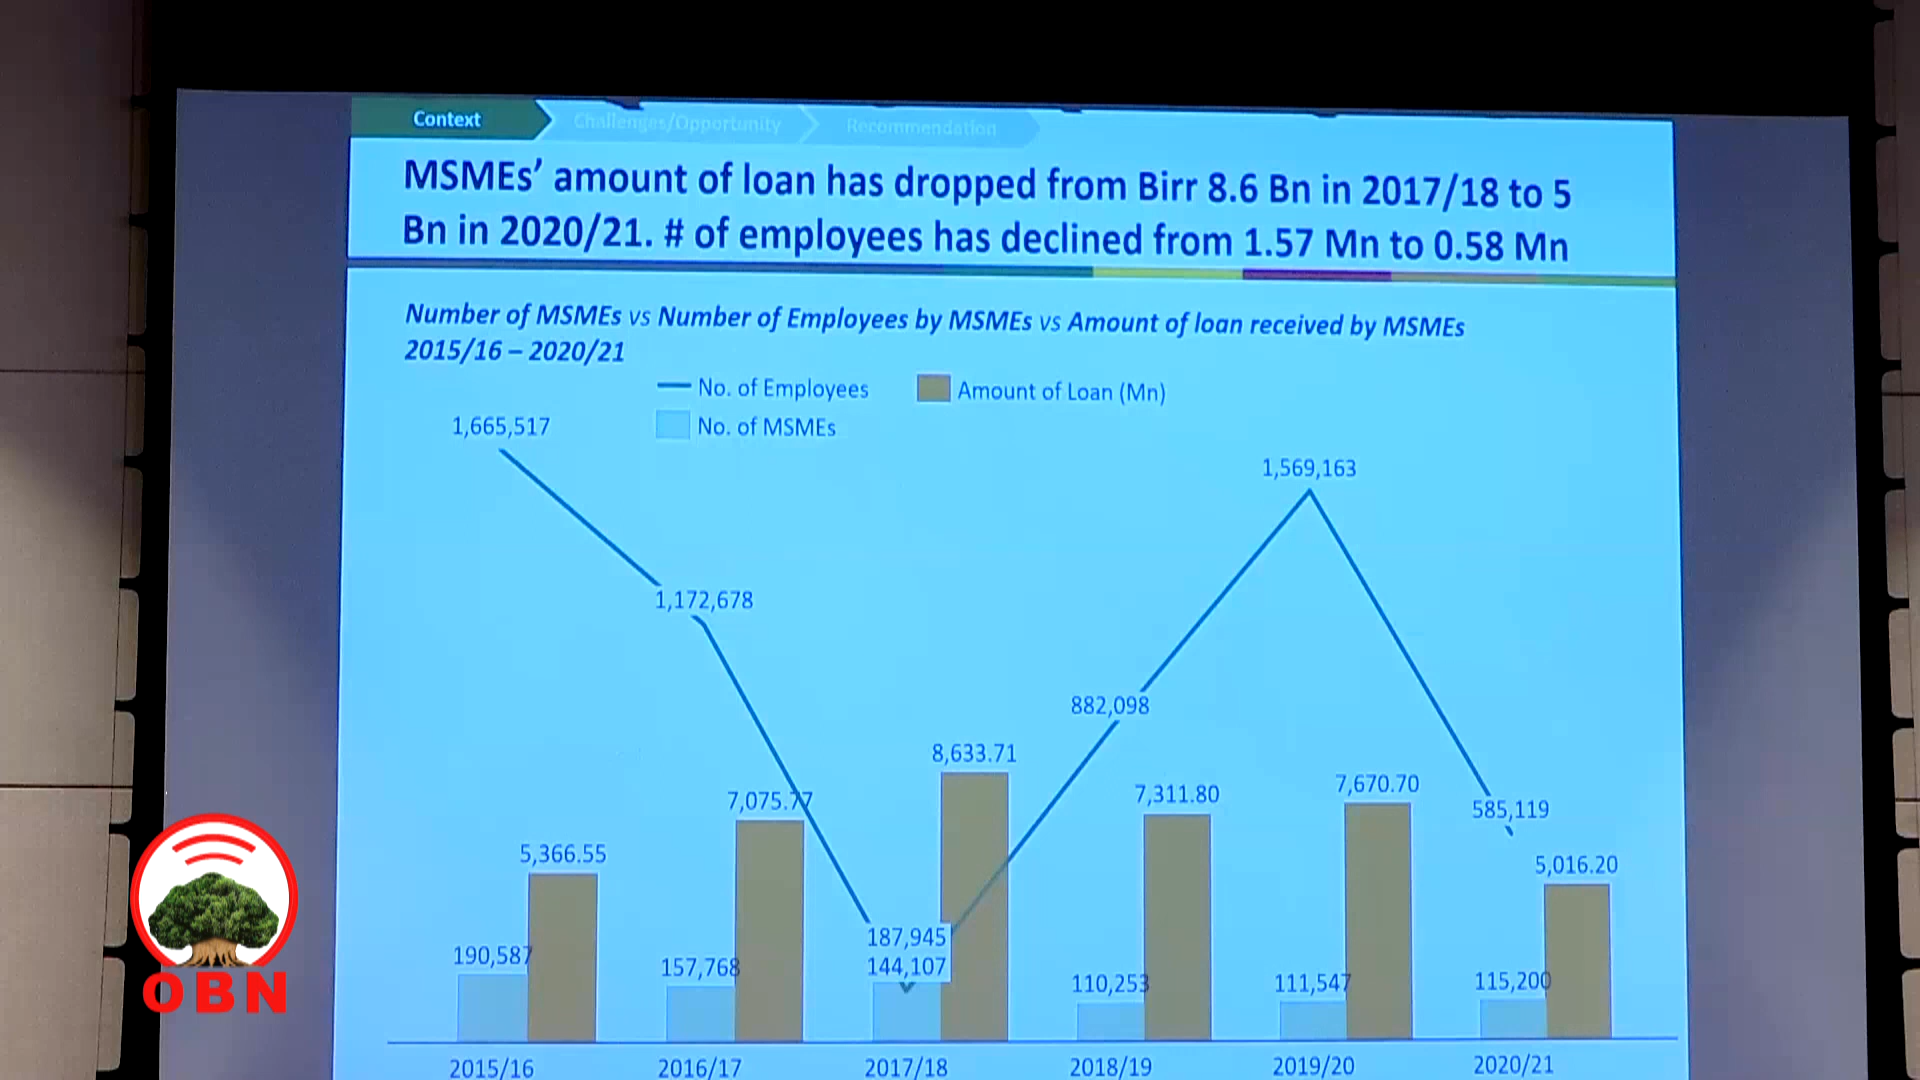 Context
Challenges/Opportunity
Recommendation
MSMEs' amount of loan has dropped from Birr 8.6 Bn in 2017/18 to 5
Bn in 2020/21. # of employees has declined from 1.57 Mn to 0.58 Mn
Number of MSMEs vs Number of Employees by MSMEs vs Amount of loan received by MSMEs
2015/16 – 2020/21
No. of Employees
Amount of Loan (Mn)
No. of MSMEs
1,665,517
1,569,163
1,172,678
882,098
8,633.71
7,075.77
7,311.80
7,670.70
585,119
5,366.55
5,016.20
187,945
190,587
157,768
144,107
110,253
111,547
115,200
2015/16
2016/17
2017/18
2018/19
2019/20
2020/21
OBN